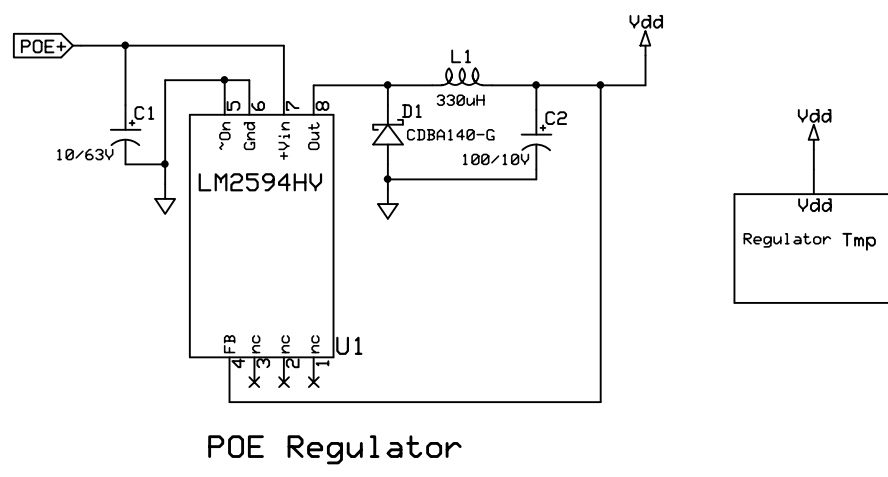 Vdd
POE+
L1
330uH
C1
10/63V
5 6 7 8
~On Gnd +Vin Out
D1
CDBA140-G
C2
100/10V
LM2594HV
FB nc nc nc
4 3 2 1
U1
POE Regulator
Vdd
Vdd
Regulator Tmp